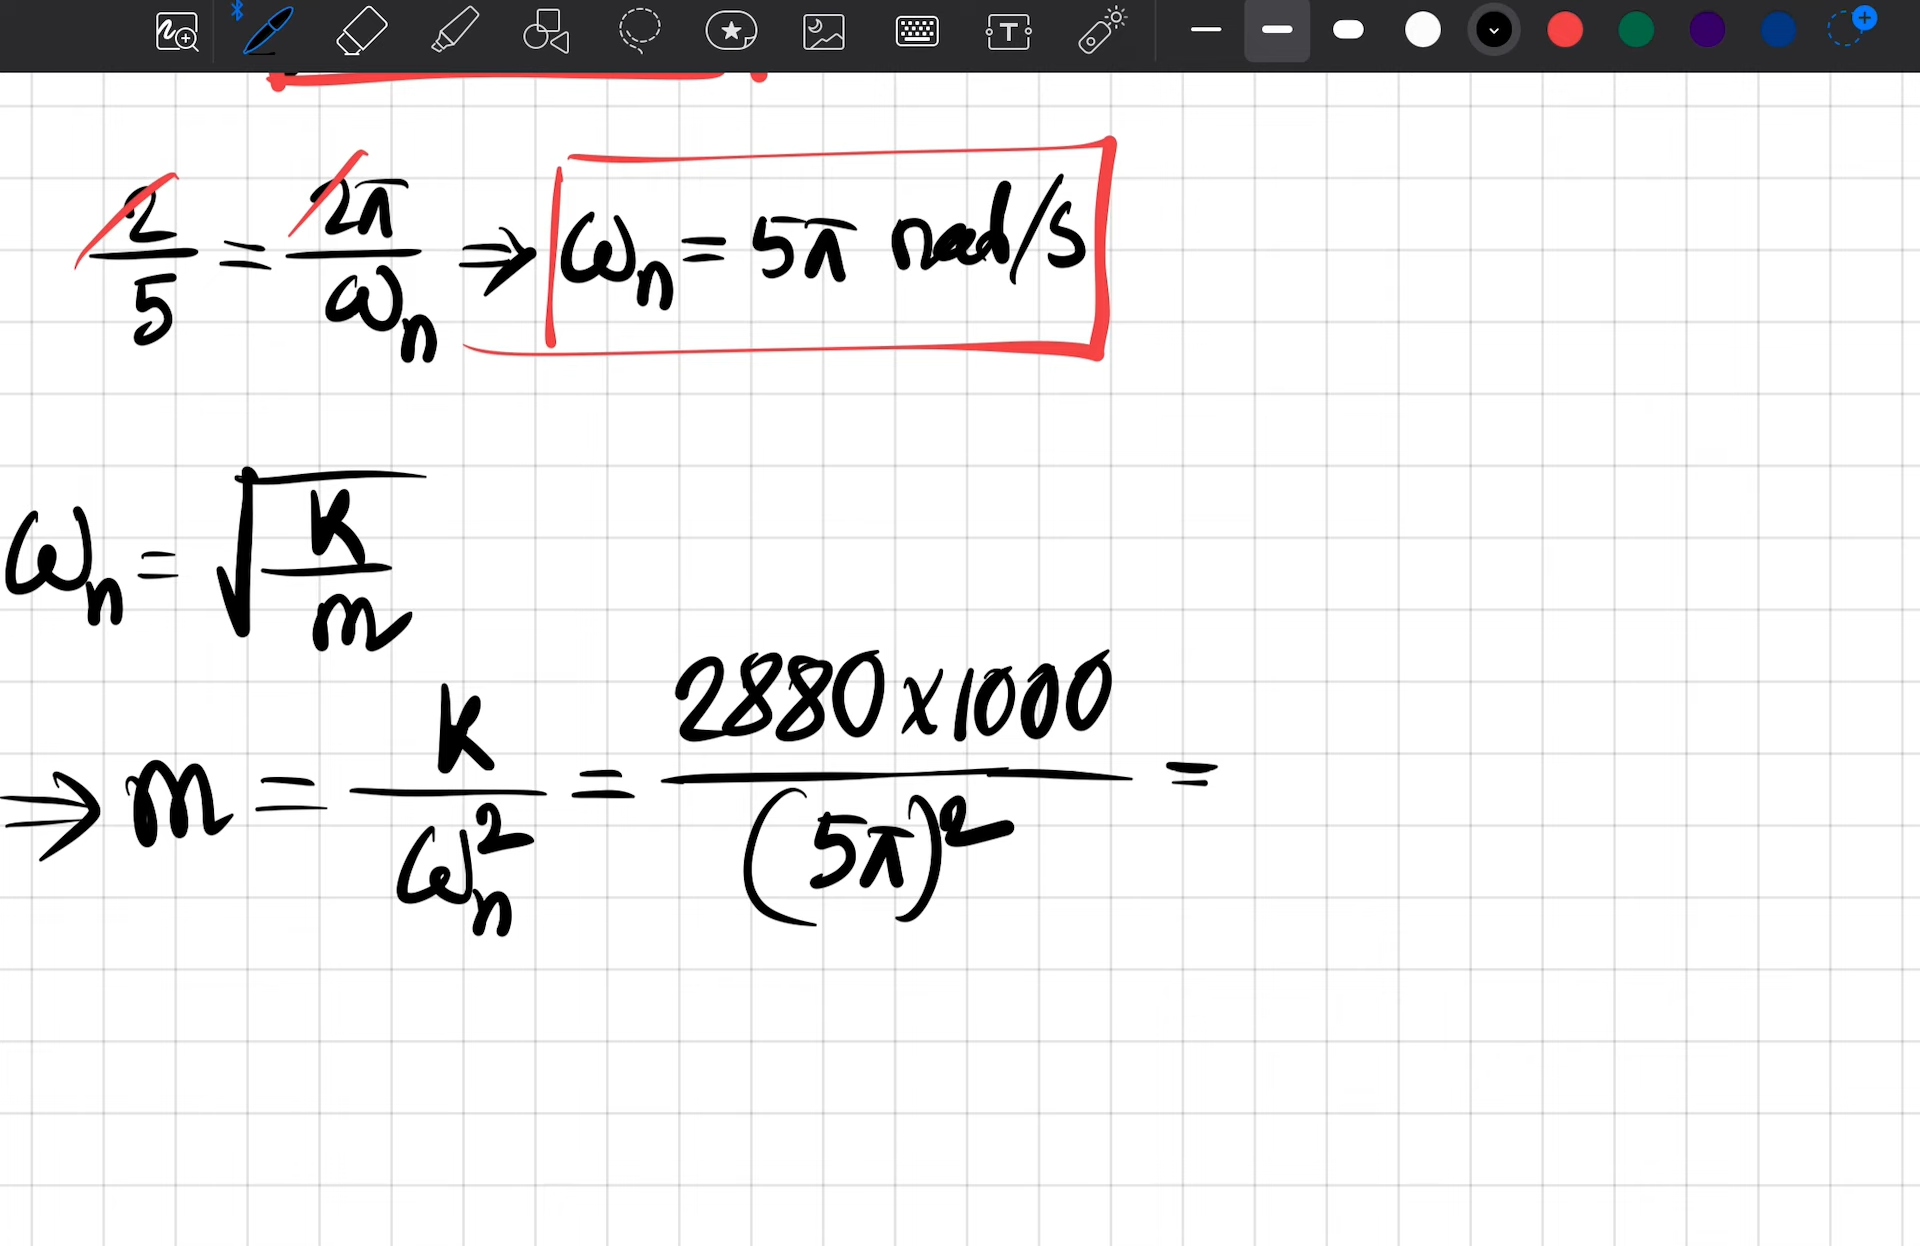 2/5 = 2π/ωn ⇒ ωn = 5π rad/s
ωn = √(k/m)
⇒ m = k/ωn² = 2880×1000/(5π)² =